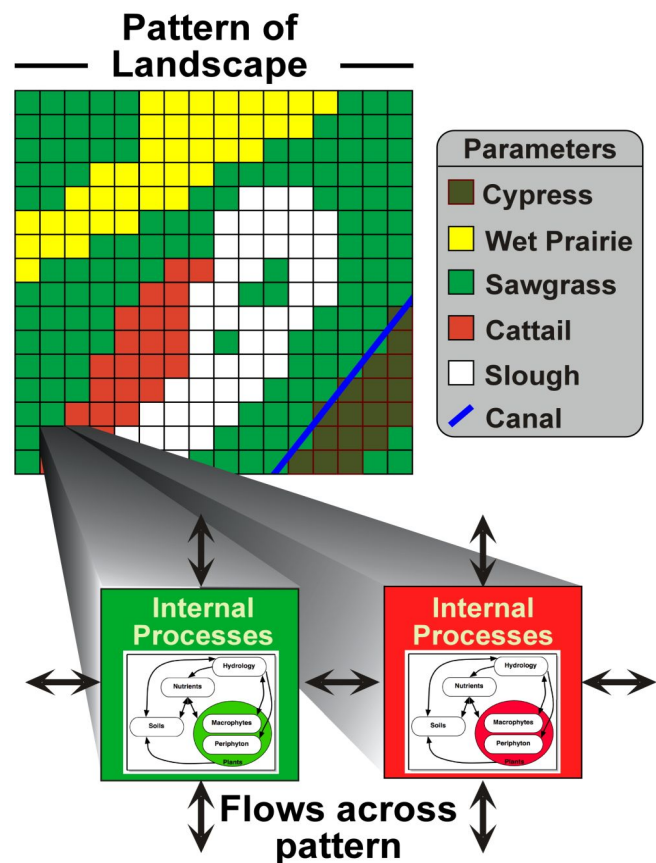 Pattern of
Landscape
Parameters
Cypress
Wet Prairie
Sawgrass
Cattail
Slough
Canal
Internal
Processes
Hydrology
Nutrients
Soils
Macrophytes
Periphyton
Plants
Internal
Processes
Hydrology
Nutrients
Soils
Macrophytes
Periphyton
Plants
Flows across
pattern